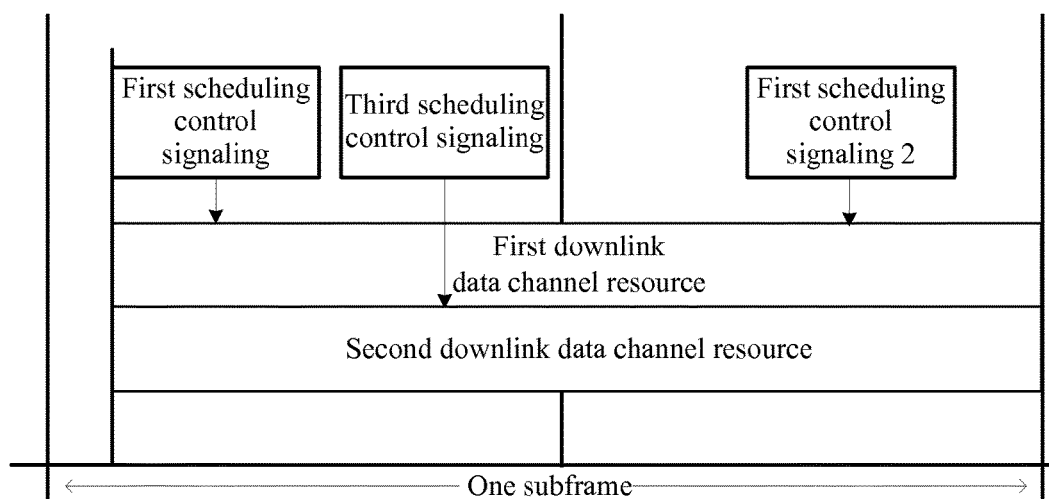 First scheduling
control
signaling
Third scheduling
control signaling
First scheduling
control
signaling 2
First downlink
data channel resource
Second downlink data channel resource
One subframe